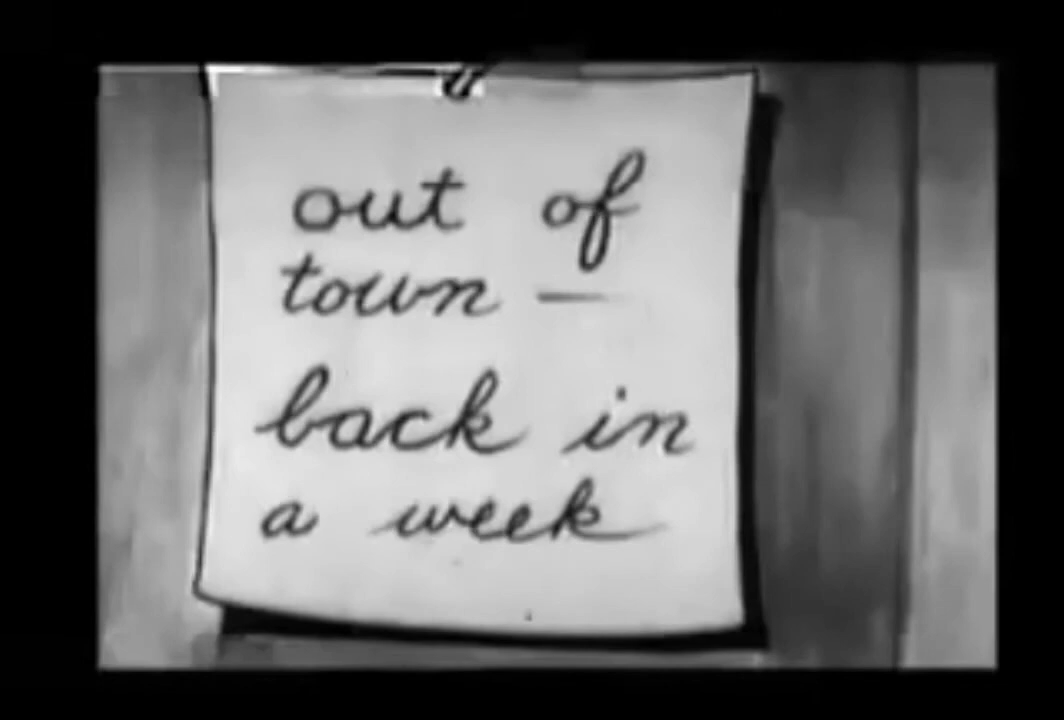 out of
town —
back in
a week